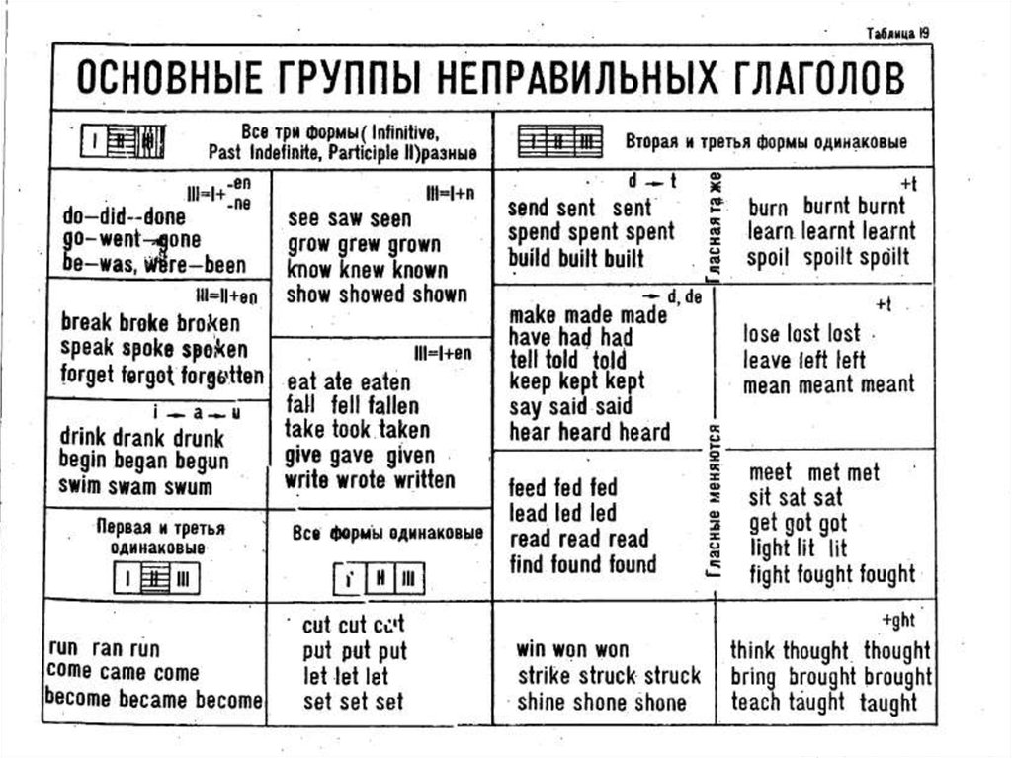 Таблица 19
ОСНОВНЫЕ ГРУППЫ НЕПРАВИЛЬНЫХ ГЛАГОЛОВ
I II III
Все три формы( Infinitive,
Past Indefinite, Participle II)разные
III=I+ -en
-ne
do—did--done
go—went—gone
be—was, were—been
III=II+en
break broke broken
speak spoke spoken
forget forgot forgotten
i → a → u
drink drank drunk
begin began begun
swim swam swum
III=I+n
see saw seen
grow grew grown
know knew known
show showed shown
III=I+en
eat ate eaten
fall fell fallen
take took taken
give gave given
write wrote written
Первая и третья
одинаковые
I II III
run ran run
come came come
become became become
Все формы одинаковые
I II III
cut cut cut
put put put
let let let
set set set
I II III
Вторая и третья формы одинаковые
d → t
send sent sent
spend spent spent
build built built
Гласная та же
+t
burn burnt burnt
learn learnt learnt
spoil spoilt spoilt
→ d, de
make made made
have had had
tell told told
keep kept kept
say said said
hear heard heard
Гласные меняются
+t
lose lost lost
leave left left
mean meant meant
feed fed fed
lead led led
read read read
find found found
meet met met
sit sat sat
get got got
light lit lit
fight fought fought
win won won
strike struck struck
shine shone shone
+ght
think thought thought
bring brought brought
teach taught taught